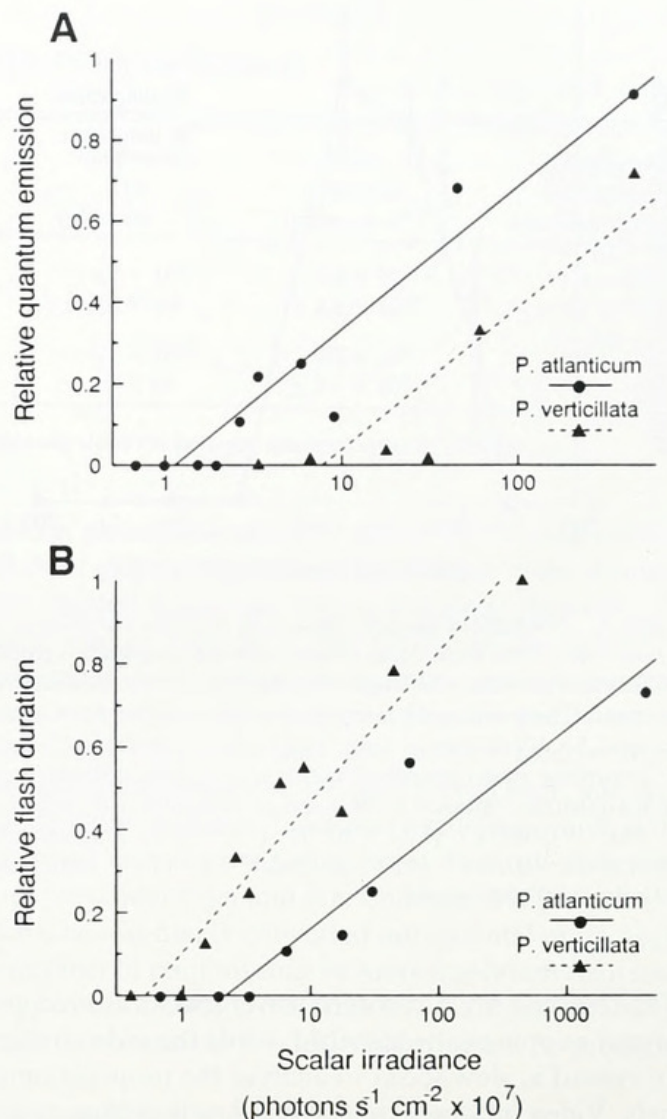 A
Relative quantum emission
1
0.8
0.6
0.4
0.2
0
1 10 100
P. atlanticum
P. verticillata
B
Relative flash duration
1
0.8
0.6
0.4
0.2
0
1 10 100 1000
P. atlanticum
P. verticillata
Scalar irradiance
(photons s⁻¹ cm⁻² x 10⁷)